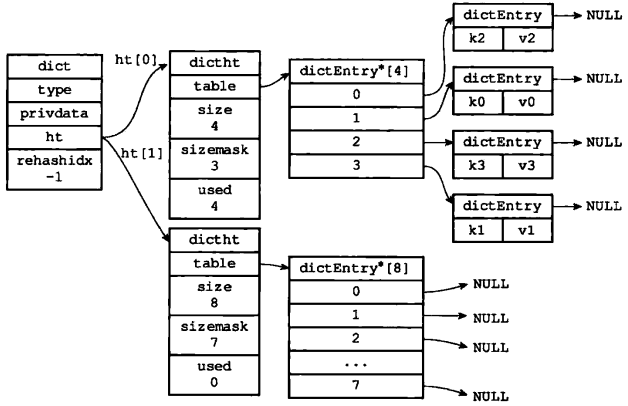 dict
type
privdata
ht
rehashidx
-1
ht[0]
ht[1]
dictht
table
size
4
sizemask
3
used
4
dictEntry*[4]
0
1
2
3
dictEntry
k2 v2
NULL
dictEntry
k0 v0
NULL
dictEntry
k3 v3
NULL
dictEntry
k1 v1
NULL
dictht
table
size
8
sizemask
7
used
0
dictEntry*[8]
0
1
2
...
7
NULL
NULL
NULL
NULL